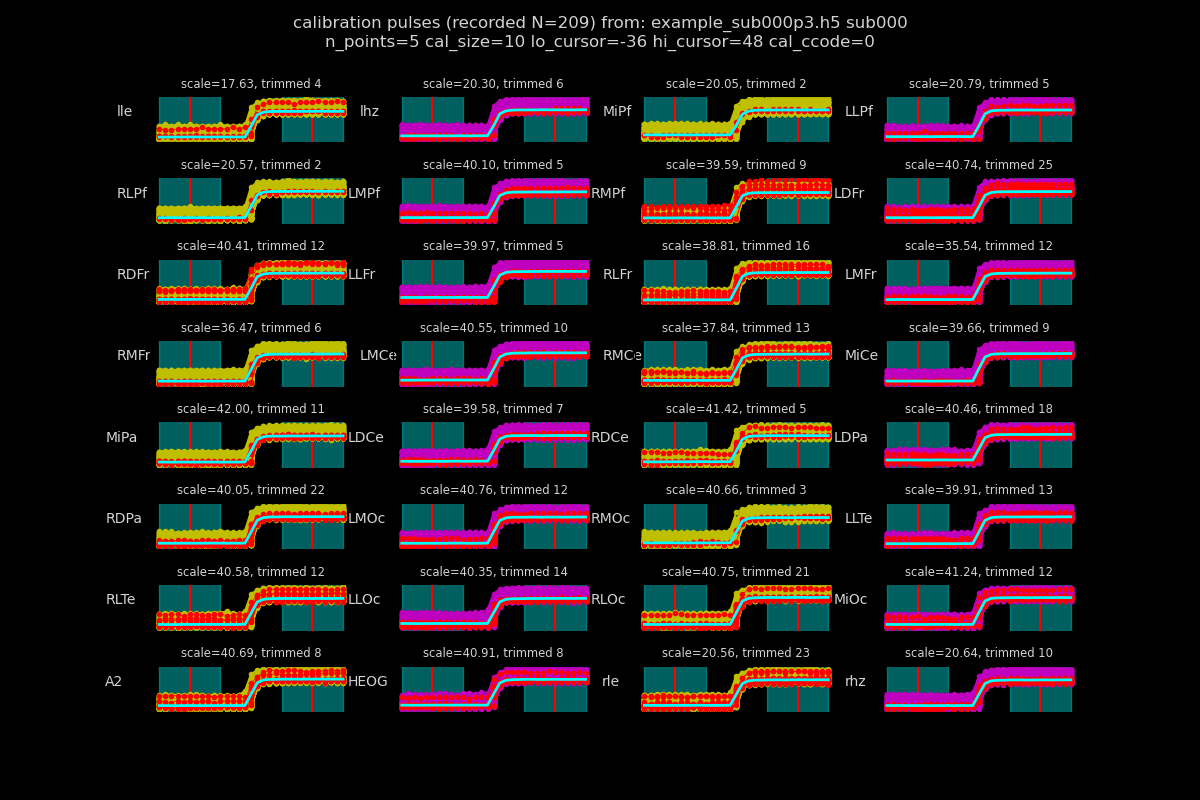 calibration pulses (recorded N=209) from: example_sub000p3.h5 sub000
n_points=5 cal_size=10 lo_cursor=-36 hi_cursor=48 cal_ccode=0
scale=17.63, trimmed 4
lle
scale=20.30, trimmed 6
lhz
scale=20.05, trimmed 2
MiPf
scale=20.79, trimmed 5
LLPf
scale=20.57, trimmed 2
RLPf
scale=40.10, trimmed 5
LMPf
scale=39.59, trimmed 9
RMPf
scale=40.74, trimmed 25
LDFr
scale=40.41, trimmed 12
RDFr
scale=39.97, trimmed 5
LLFr
scale=38.81, trimmed 16
RLFr
scale=35.54, trimmed 12
LMFr
scale=36.47, trimmed 6
RMFr
scale=40.55, trimmed 10
LMCe
scale=37.84, trimmed 13
RMCe
scale=39.66, trimmed 9
MiCe
scale=42.00, trimmed 11
MiPa
scale=39.58, trimmed 7
LDCe
scale=41.42, trimmed 5
RDCe
scale=40.46, trimmed 18
LDPa
scale=40.05, trimmed 22
RDPa
scale=40.76, trimmed 12
LMOc
scale=40.66, trimmed 3
RMOc
scale=39.91, trimmed 13
LLTe
scale=40.58, trimmed 12
RLTe
scale=40.35, trimmed 14
LLOc
scale=40.75, trimmed 21
RLOc
scale=41.24, trimmed 12
MiOc
scale=40.69, trimmed 8
A2
scale=40.91, trimmed 8
HEOG
scale=20.56, trimmed 23
rle
scale=20.64, trimmed 10
rhz